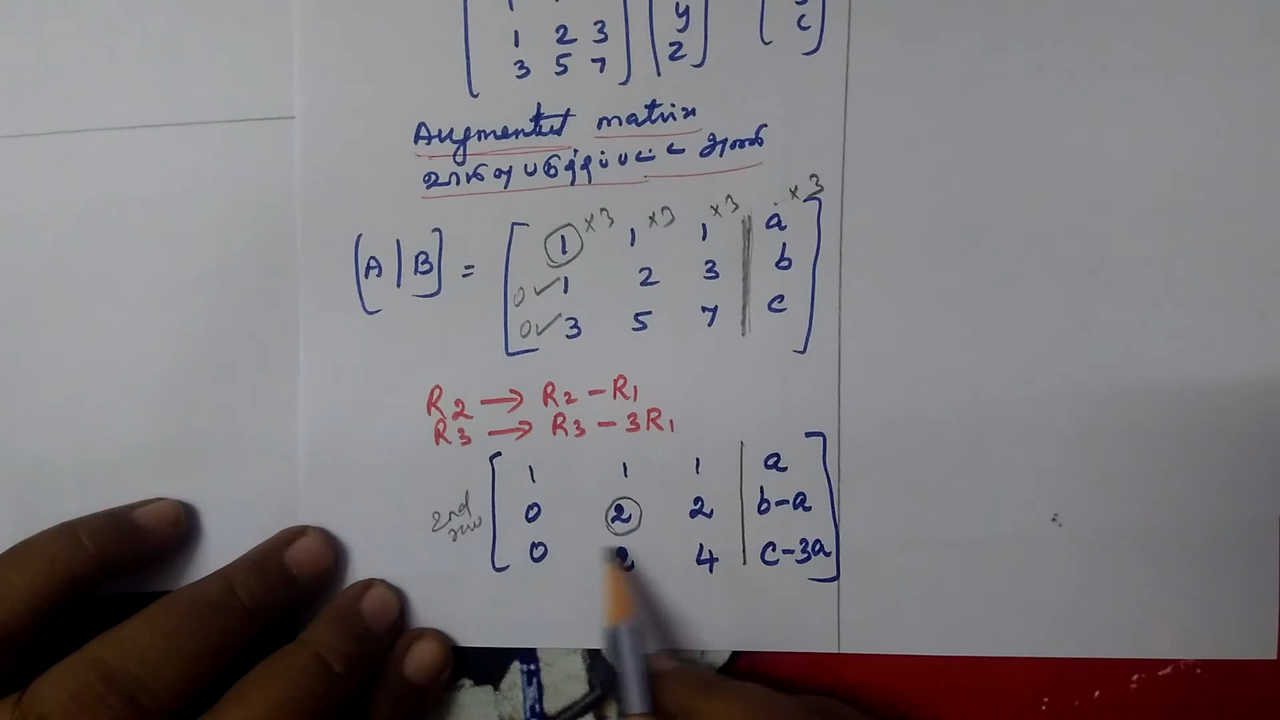 1 2 3 y c
3 5 7 z
Augmented matrix
[A|B] = 1 ×3 1 ×3 1 ×3 a ×3
0 ✓ 1 2 3 b
0 ✓ 3 5 7 c
R2 → R2 - R1
R3 → R3 - 3R1
1 1 1 a
2nd row 0 2 2 b-a
0 2 4 c-3a